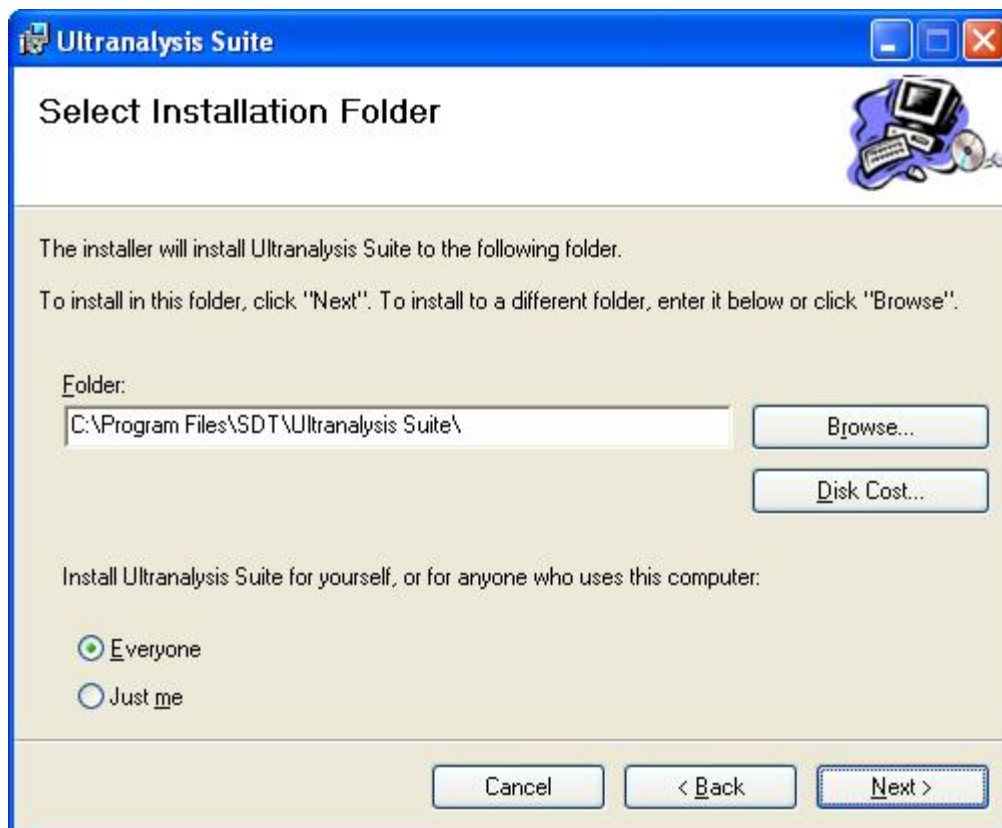 Ultranalysis Suite
Select Installation Folder
The installer will install Ultranalysis Suite to the following folder.
To install in this folder, click "Next". To install to a different folder, enter it below or click "Browse".
Folder:
C:\Program Files\SDT\Ultranalysis Suite\
Browse...
Disk Cost...
Install Ultranalysis Suite for yourself, or for anyone who uses this computer:
Everyone
Just me
Cancel
< Back
Next >